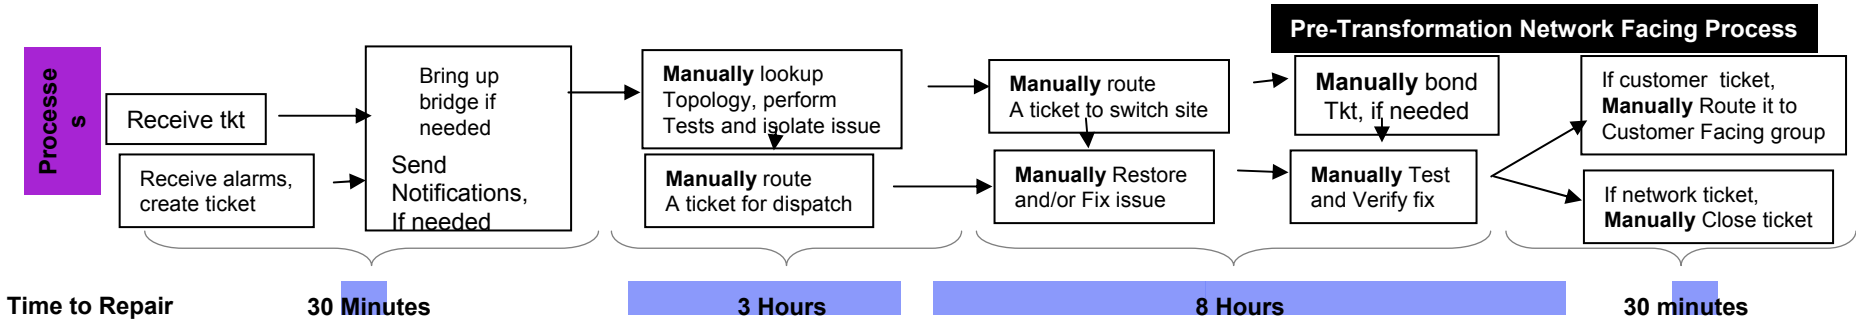 Pre-Transformation Network Facing Process
Processe
s
Receive tkt
Receive alarms,
create ticket
Bring up
bridge if
needed
Send
Notifications,
If needed
Manually lookup
Topology, perform
Tests and isolate issue
Manually route
A ticket for dispatch
Manually route
A ticket to switch site
Manually Restore
and/or Fix issue
Manually bond
Tkt, if needed
Manually Test
and Verify fix
If customer ticket,
Manually Route it to
Customer Facing group
If network ticket,
Manually Close ticket
Time to Repair
30 Minutes
3 Hours
8 Hours
30 minutes